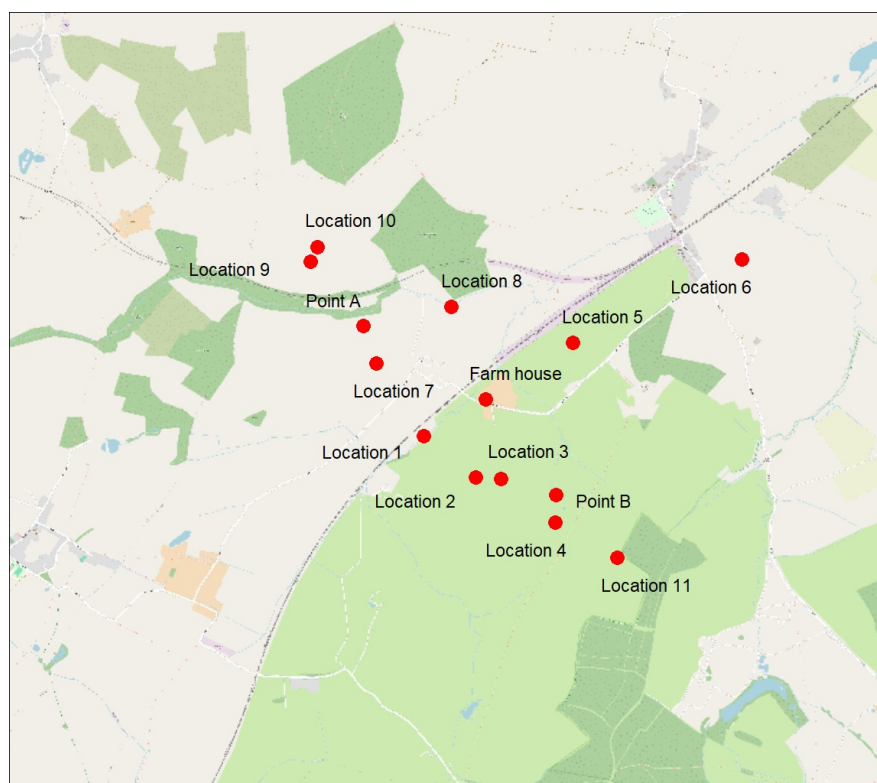 Location 10
Location 9
Point A
Location 8
Location 6
Location 5
Location 7
Farm house
Location 1
Location 3
Location 2
Point B
Location 4
Location 11